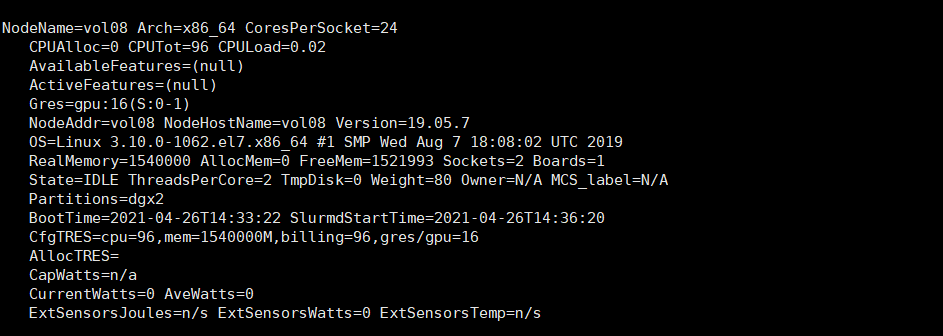 NodeName=vol08 Arch=x86_64 CoresPerSocket=24
CPUAlloc=0 CPUTot=96 CPULoad=0.02
AvailableFeatures=(null)
ActiveFeatures=(null)
Gres=gpu:16(S:0-1)
NodeAddr=vol08 NodeHostName=vol08 Version=19.05.7
OS=Linux 3.10.0-1062.el7.x86_64 #1 SMP Wed Aug 7 18:08:02 UTC 2019
RealMemory=1540000 AllocMem=0 FreeMem=1521993 Sockets=2 Boards=1
State=IDLE ThreadsPerCore=2 TmpDisk=0 Weight=80 Owner=N/A MCS_label=N/A
Partitions=dgx2
BootTime=2021-04-26T14:33:22 SlurmdStartTime=2021-04-26T14:36:20
CfgTRES=cpu=96,mem=1540000M,billing=96,gres/gpu=16
AllocTRES=
CapWatts=n/a
CurrentWatts=0 AveWatts=0
ExtSensorsJoules=n/s ExtSensorsWatts=0 ExtSensorsTemp=n/s